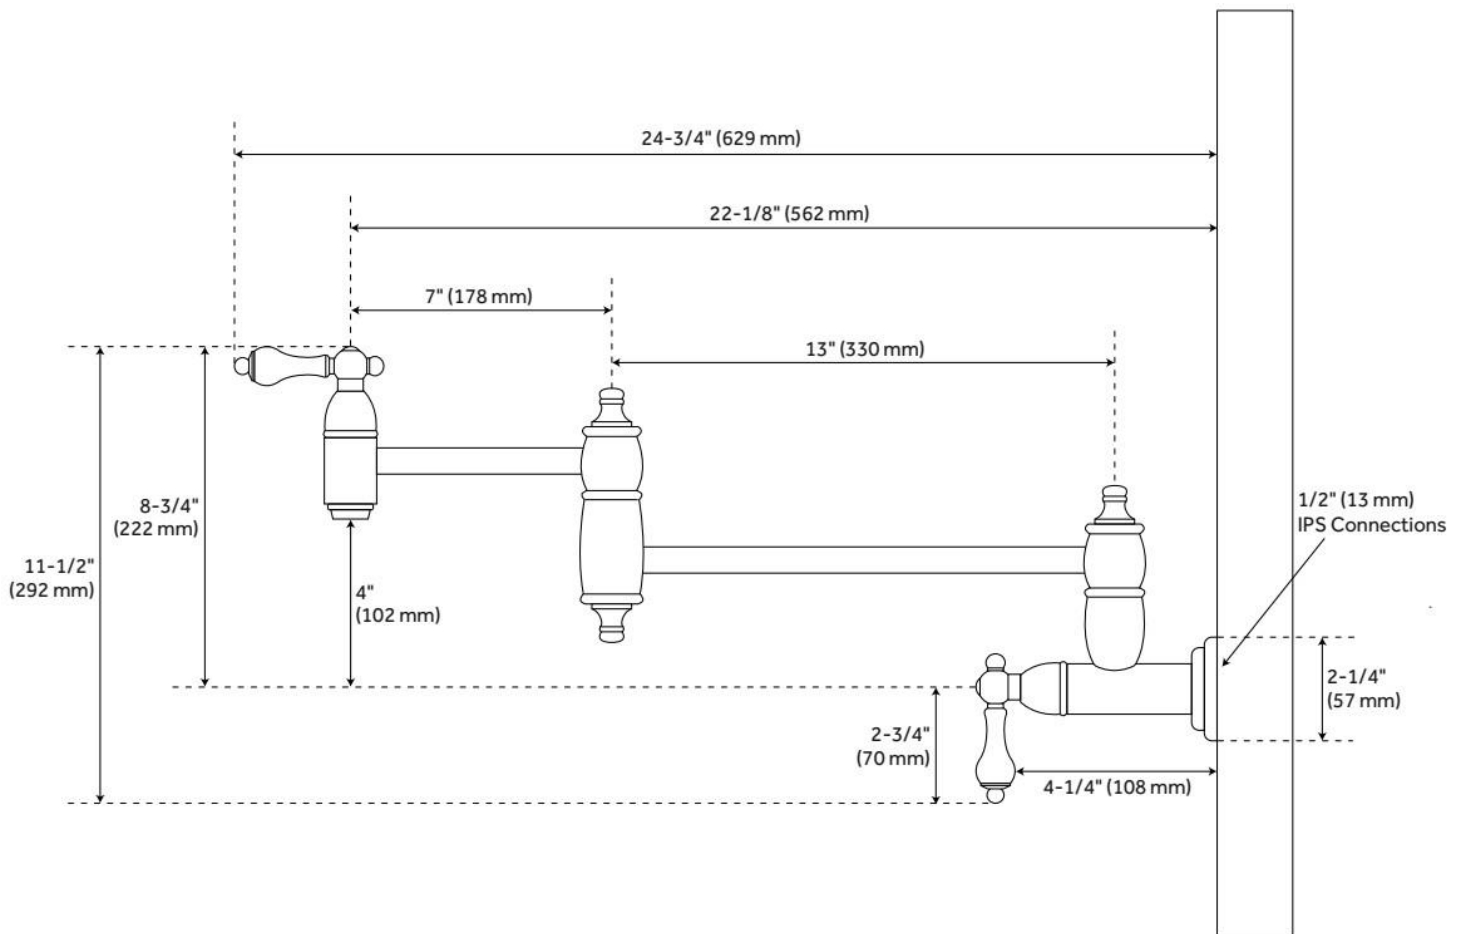 24-3/4" (629 mm)
22-1/8" (562 mm)
7" (178 mm)
13" (330 mm)
8-3/4"
(222 mm)
11-1/2"
(292 mm)
4"
(102 mm)
1/2" (13 mm)
IPS Connections
2-1/4"
(57 mm)
2-3/4"
(70 mm)
4-1/4" (108 mm)